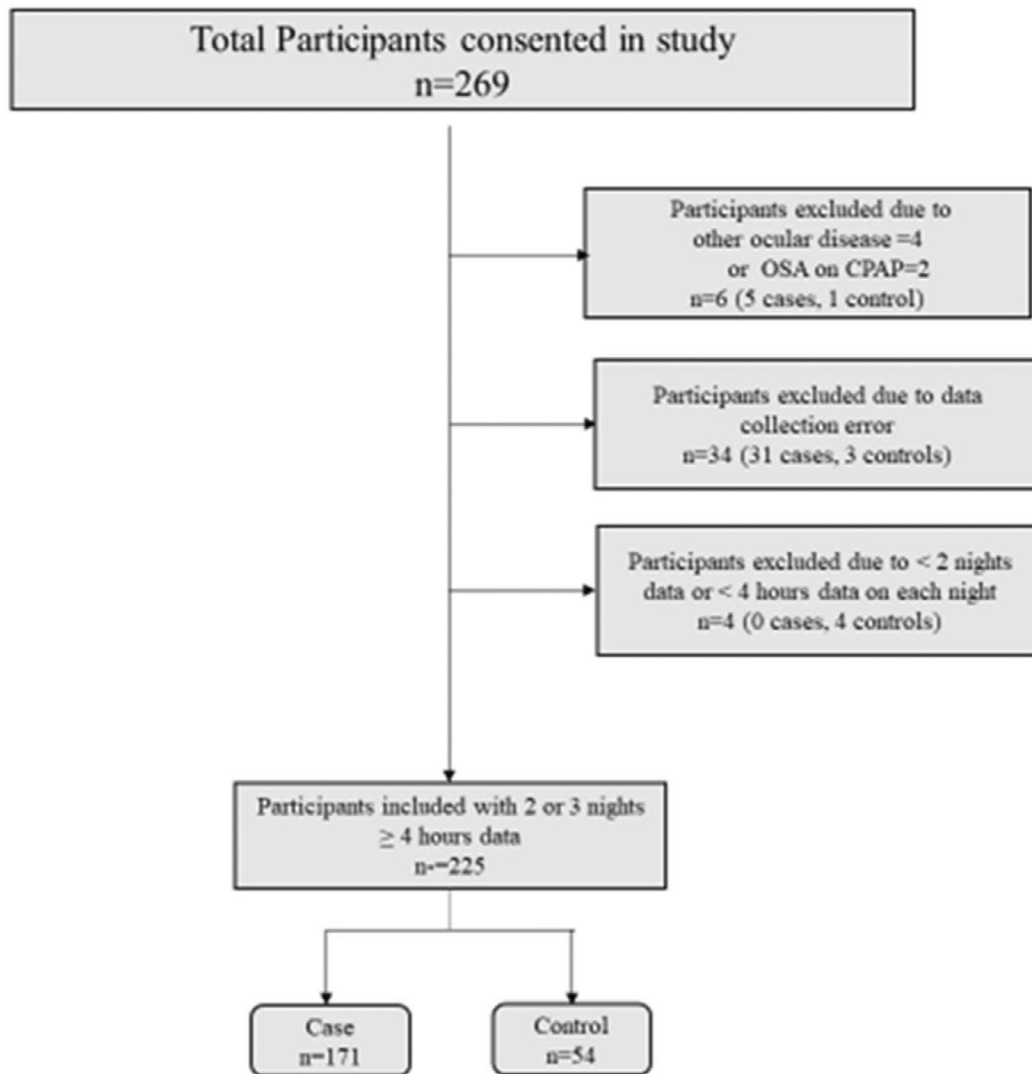 Total Participants consented in study
n=269
Participants excluded due to
other ocular disease =4
or OSA on CPAP=2
n=6 (5 cases, 1 control)
Participants excluded due to data
collection error
n=34 (31 cases, 3 controls)
Participants excluded due to < 2 nights
data or < 4 hours data on each night
n=4 (0 cases, 4 controls)
Participants included with 2 or 3 nights
≥ 4 hours data
n-=225
Case
n=171
Control
n=54